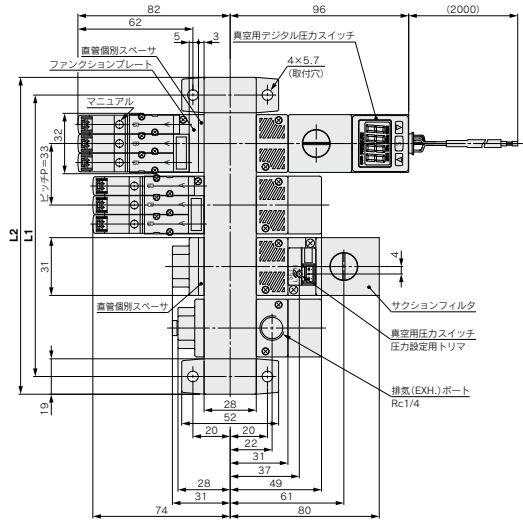 82
96
(2000)
62
5
3
直管個別スペーサ
ファンクションプレート
マニュアル
4×5.7
(取付穴)
真空用デジタル圧力スイッチ
32
ピッチP=33
L2
L1
31
4
直管個別スペーサ
サクションフィルタ
真空用圧力スイッチ
圧力設定用トリマ
排気(EXH.)ポート
Rc1/4
19
28
52
20
20
22
31
37
28
49
31
61
74
80